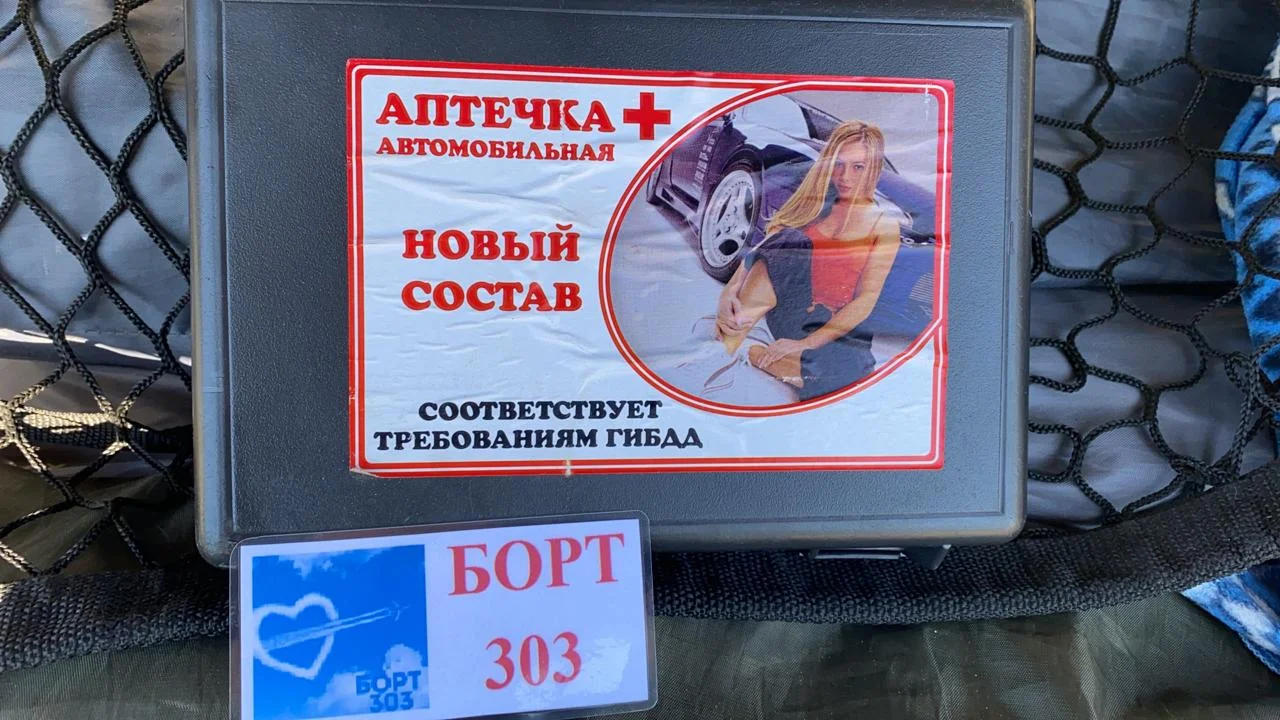 АПТЕЧКА
АВТОМОБИЛЬНАЯ
НОВЫЙ
СОСТАВ
СООТВЕТСТВУЕТ
ТРЕБОВАНИЯМ ГИБДД
БОРТ
303
БОРТ
303